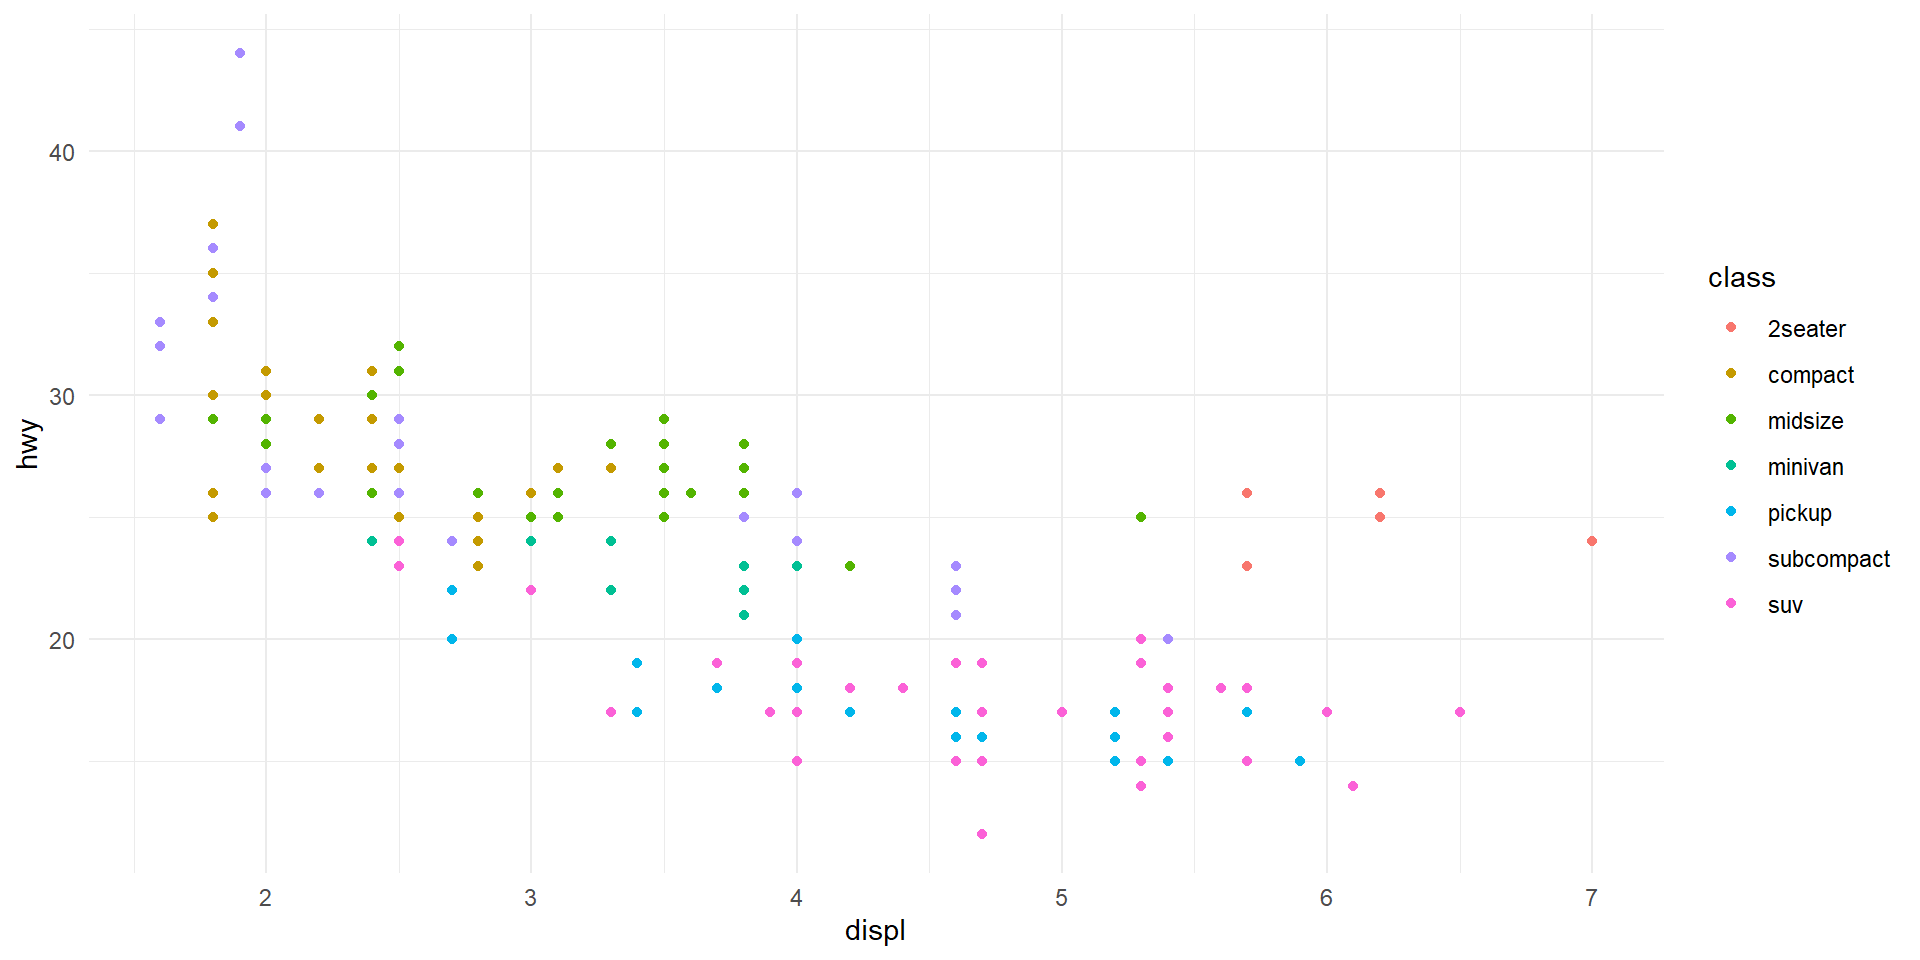 40
30
20
hwy
2 3 4 5 6 7
displ
class
2seater
compact
midsize
minivan
pickup
subcompact
suv